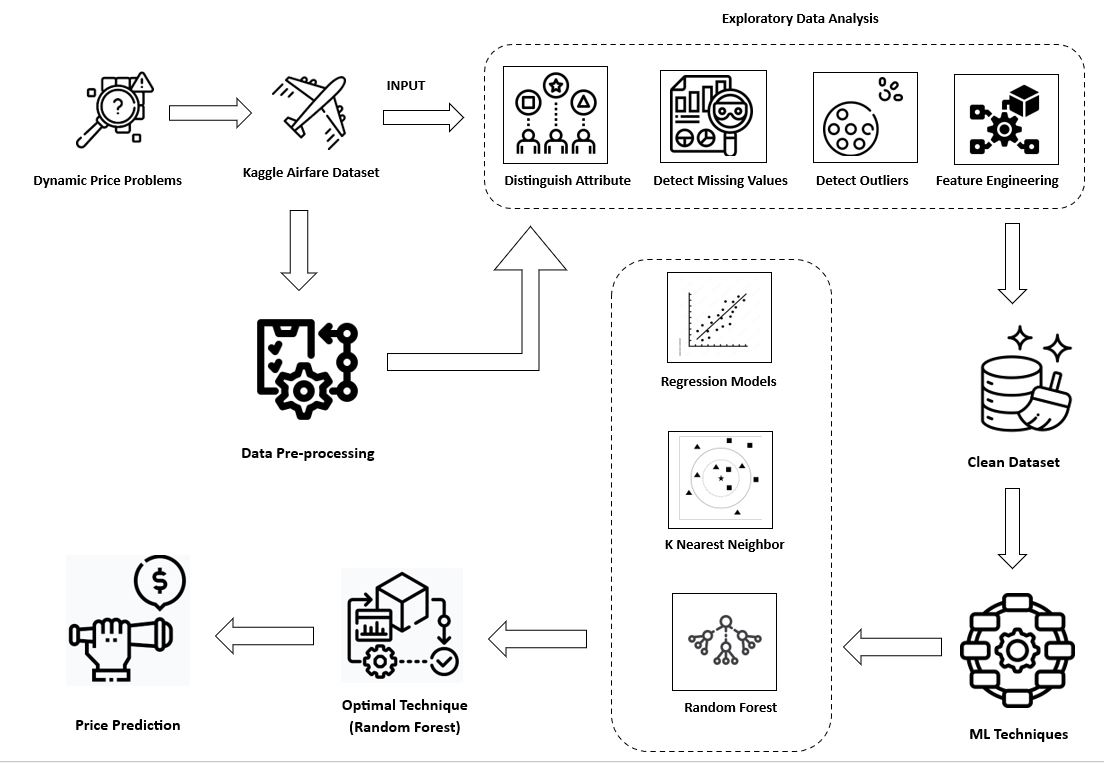 Exploratory Data Analysis
INPUT
Dynamic Price Problems
Kaggle Airfare Dataset
Distinguish Attribute
Detect Missing Values
Detect Outliers
Feature Engineering
Regression Models
Data Pre-processing
Clean Dataset
K Nearest Neighbor
Optimal Technique
(Random Forest)
Random Forest
Price Prediction
ML Techniques
?
$